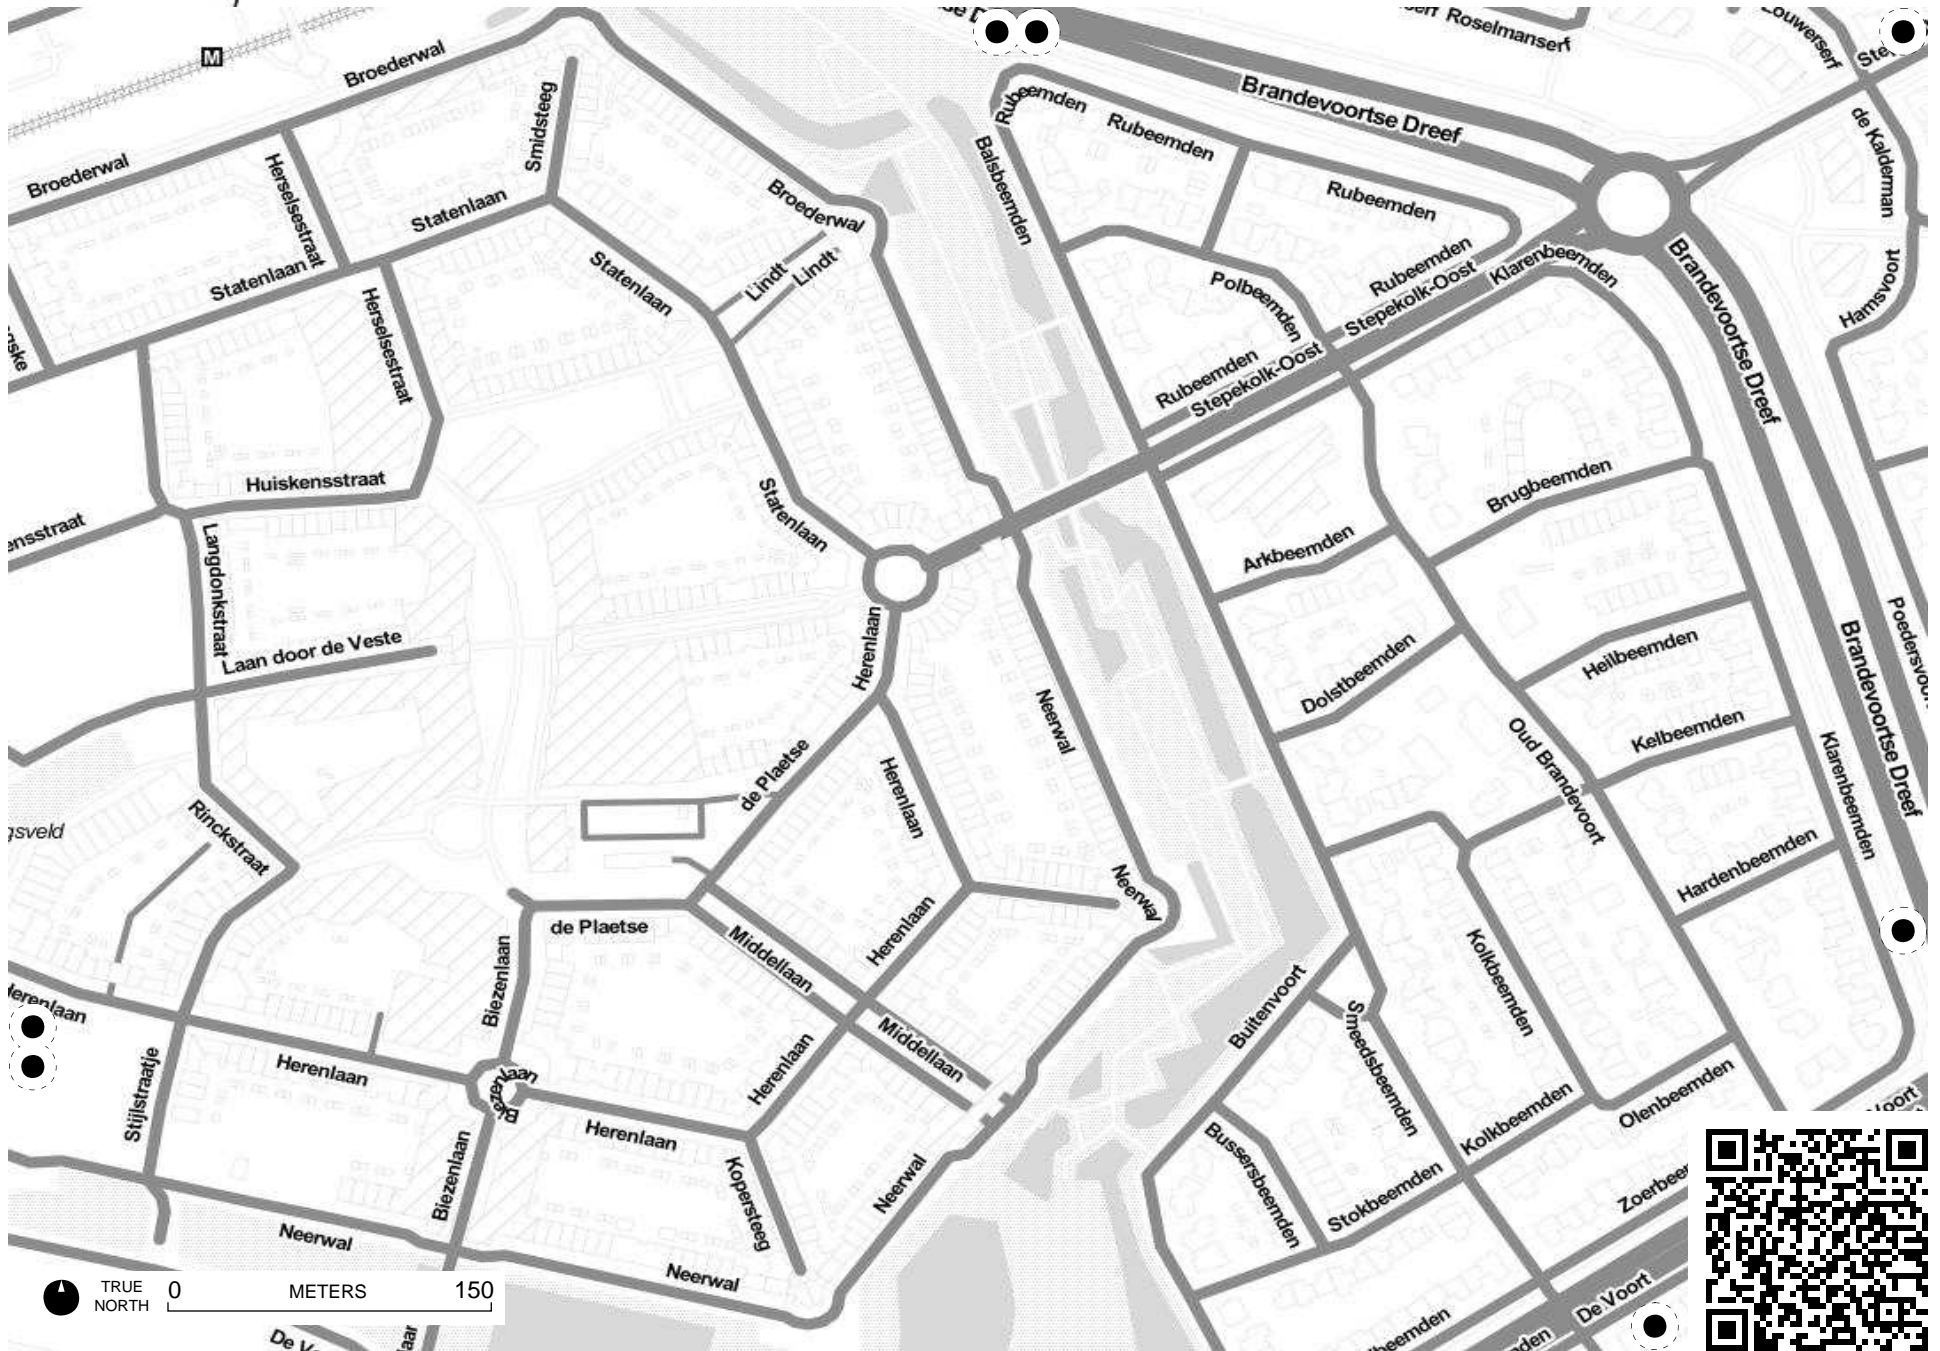 M
Broederwal
Roselmanserf
Louwerserf
Broederwal
Smidsteeg
Rubeemden
Rubeemden
Brandevoortse Dreef
de Kalderman
Broederwal
Herselsestraat
Statenlaan
Balsbeemden
Rubeemden
Broederwal
Statenlaan
Statenlaan
Lindt
Lindt
Polbeemden
Rubeemden
Stepekolk-Oost
Klarenbeemden
Brandevoortse Dreef
Hamsvoort
Herselsestraat
Rubeemden
Stepekolk-Oost
Huiskensstraat
Statenlaan
Brugbeemden
Langdonkstraat
Arkbeemden
Laan door de Veste
Herenlaan
Neerwal
Dolstbeemden
Heilbeemden
Brandevoortse Dreef
de Plaetse
Herenlaan
Oud Brandevoort
Kelbeemden
Klarenbeemden
Rinckstraat
Neerwal
Hardenbeemden
de Plaetse
Herenlaan
Middellaan
Biezenlaan
Kolkbeemden
Buitenvoort
Smeedsbeemden
Middellaan
Herenlaan
Herenlaan
Stijlstraatje
Biezenlaan
Herenlaan
Kolkbeemden
Olenbeemden
Biezenlaan
Kopersteeg
Neerwal
Bussersbeemden
Stokbeemden
Neerwal
Neerwal
De Voort
TRUE
NORTH
0 METERS 150